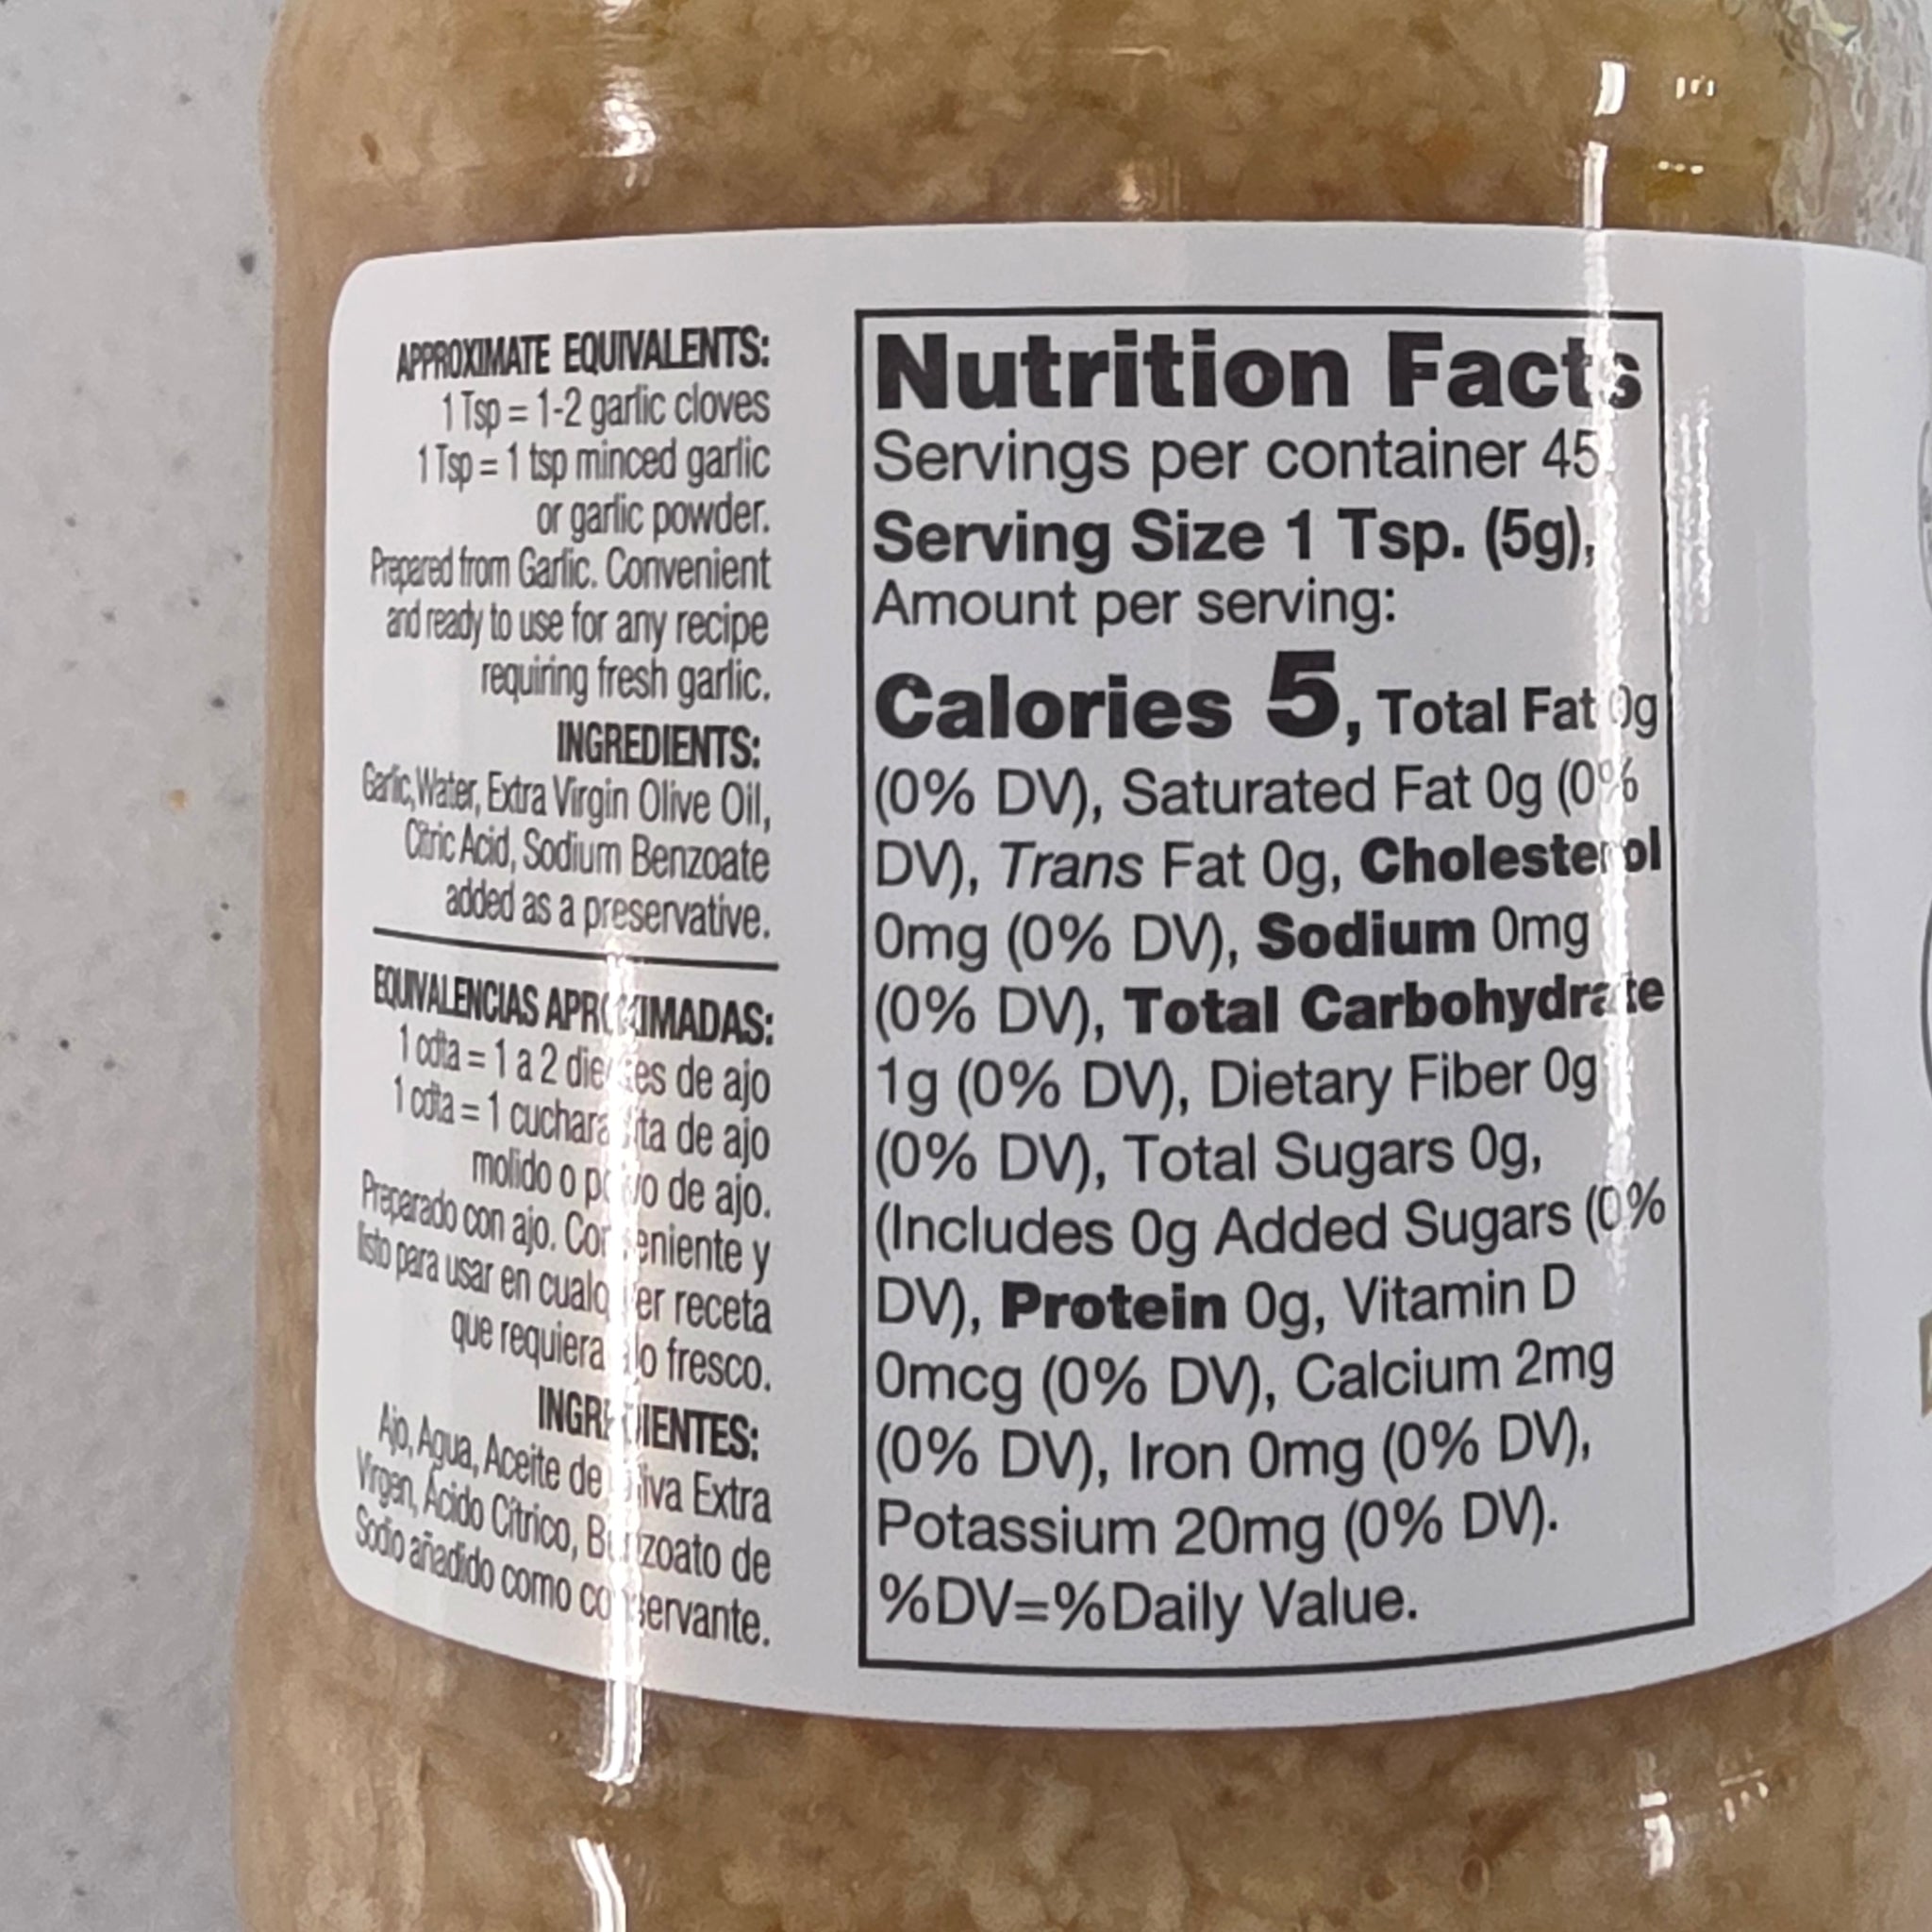 APPROXIMATE EQUIVALENTS:
1 Tsp = 1-2 garlic cloves
1 Tsp = 1 tsp minced garlic
or garlic powder.
Prepared from Garlic. Convenient
and ready to use for any recipe
requiring fresh garlic.
INGREDIENTS:
Garlic, Water, Extra Virgin Olive Oil,
Citric Acid, Sodium Benzoate
added as a preservative.
EQUIVALENCIAS APROXIMADAS:
1 cdta = 1 a 2 dientes de ajo
1 cdta = 1 cucharadita de ajo
molido o polvo de ajo.
Preparado con ajo. Conveniente y
listo para usar en cualquier receta
que requiera ajo fresco.
INGREDIENTES:
Ajo, Agua, Aceite de Oliva Extra
Virgen, Ácido Cítrico, Benzoato de
Sodio añadido como conservante.
Nutrition Facts
Servings per container 45
Serving Size 1 Tsp. (5g),
Amount per serving:
Calories 5, Total Fat 0g
(0% DV), Saturated Fat 0g (0%
DV), Trans Fat 0g, Cholesterol
0mg (0% DV), Sodium 0mg
(0% DV), Total Carbohydrate
1g (0% DV), Dietary Fiber 0g
(0% DV), Total Sugars 0g,
(Includes 0g Added Sugars (0%
DV), Protein 0g, Vitamin D
0mcg (0% DV), Calcium 2mg
(0% DV), Iron 0mg (0% DV),
Potassium 20mg (0% DV).
%DV=%Daily Value.